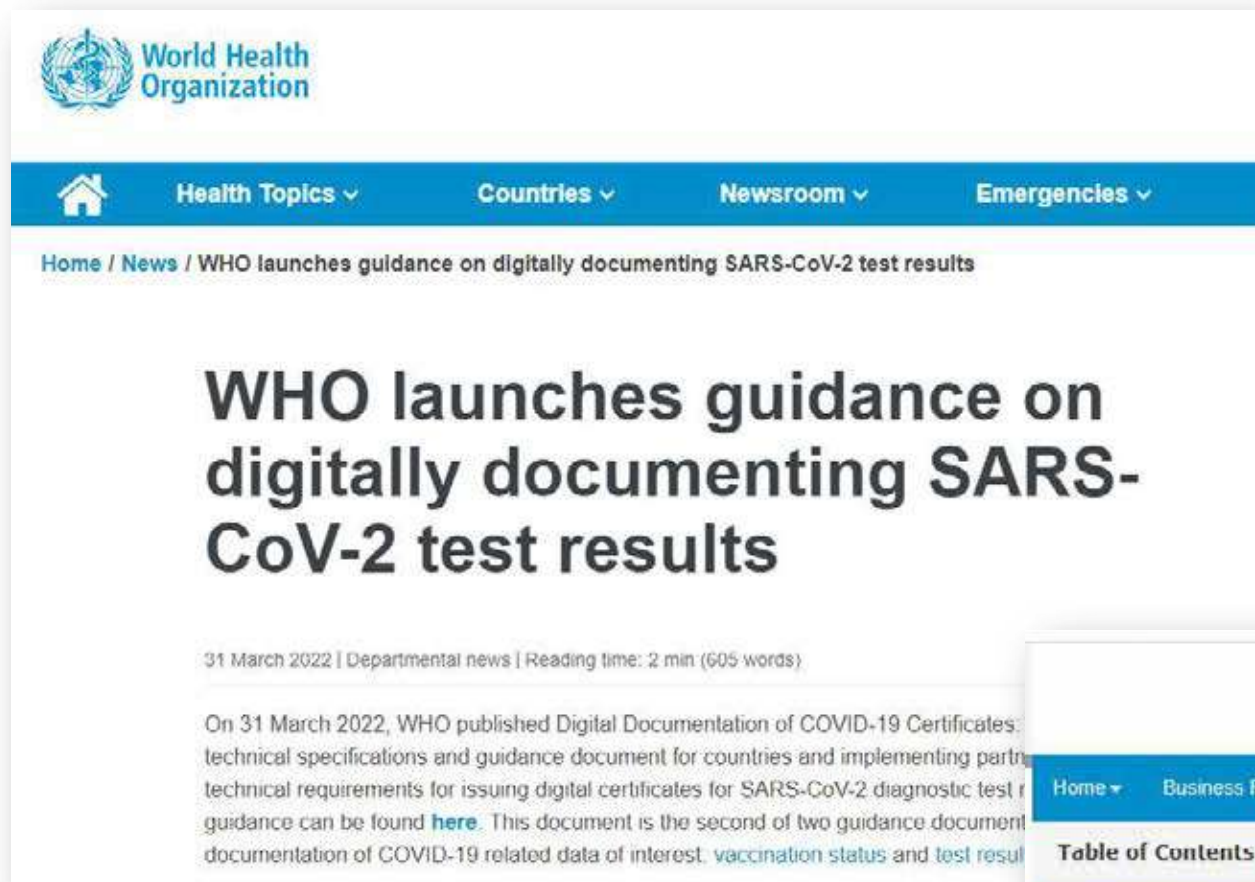 World Health
Organization
Health Topics Countries Newsroom Emergencies
Home / News / WHO launches guidance on digitally documenting SARS-CoV-2 test results
WHO launches guidance on
digitally documenting SARS-
CoV-2 test results
31 March 2022 | Departmental news | Reading time: 2 min (605 words)
On 31 March 2022, WHO published Digital Documentation of COVID-19 Certificates:
technical specifications and guidance document for countries and implementing partn
technical requirements for issuing digital certificates for SARS-CoV-2 diagnostic test r
guidance can be found here. This document is the second of two guidance document
documentation of COVID-19 related data of interest: vaccination status and test resul
Home Business
Table of Contents